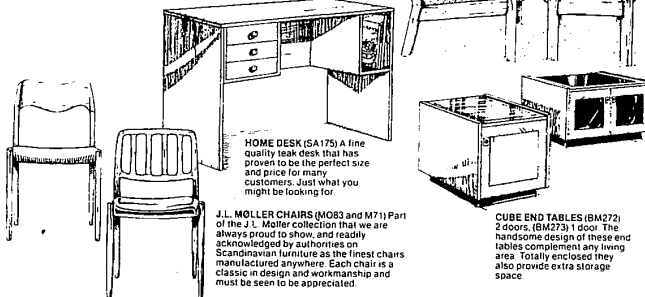 HOME DESK (SA175) A fine
quality teak desk that has
proven to be the perfect size
and price for many
customers. Just what you
might be looking for.
J.L. MØLLER CHAIRS (MO83 and M71) Part
of the J.L. Møller collection that we are
always proud to show, and readily
acknowledged by authorities on
Scandinavian furniture as the finest chairs
manufactured anywhere. Each chair is a
classic in design and workmanship and
must be seen to be appreciated.
CUBE END TABLES (BM272)
2 doors, (BM273) 1 door. The
handsome design of these end
tables complement any living
area. Totally enclosed they
also provide extra storage
space.